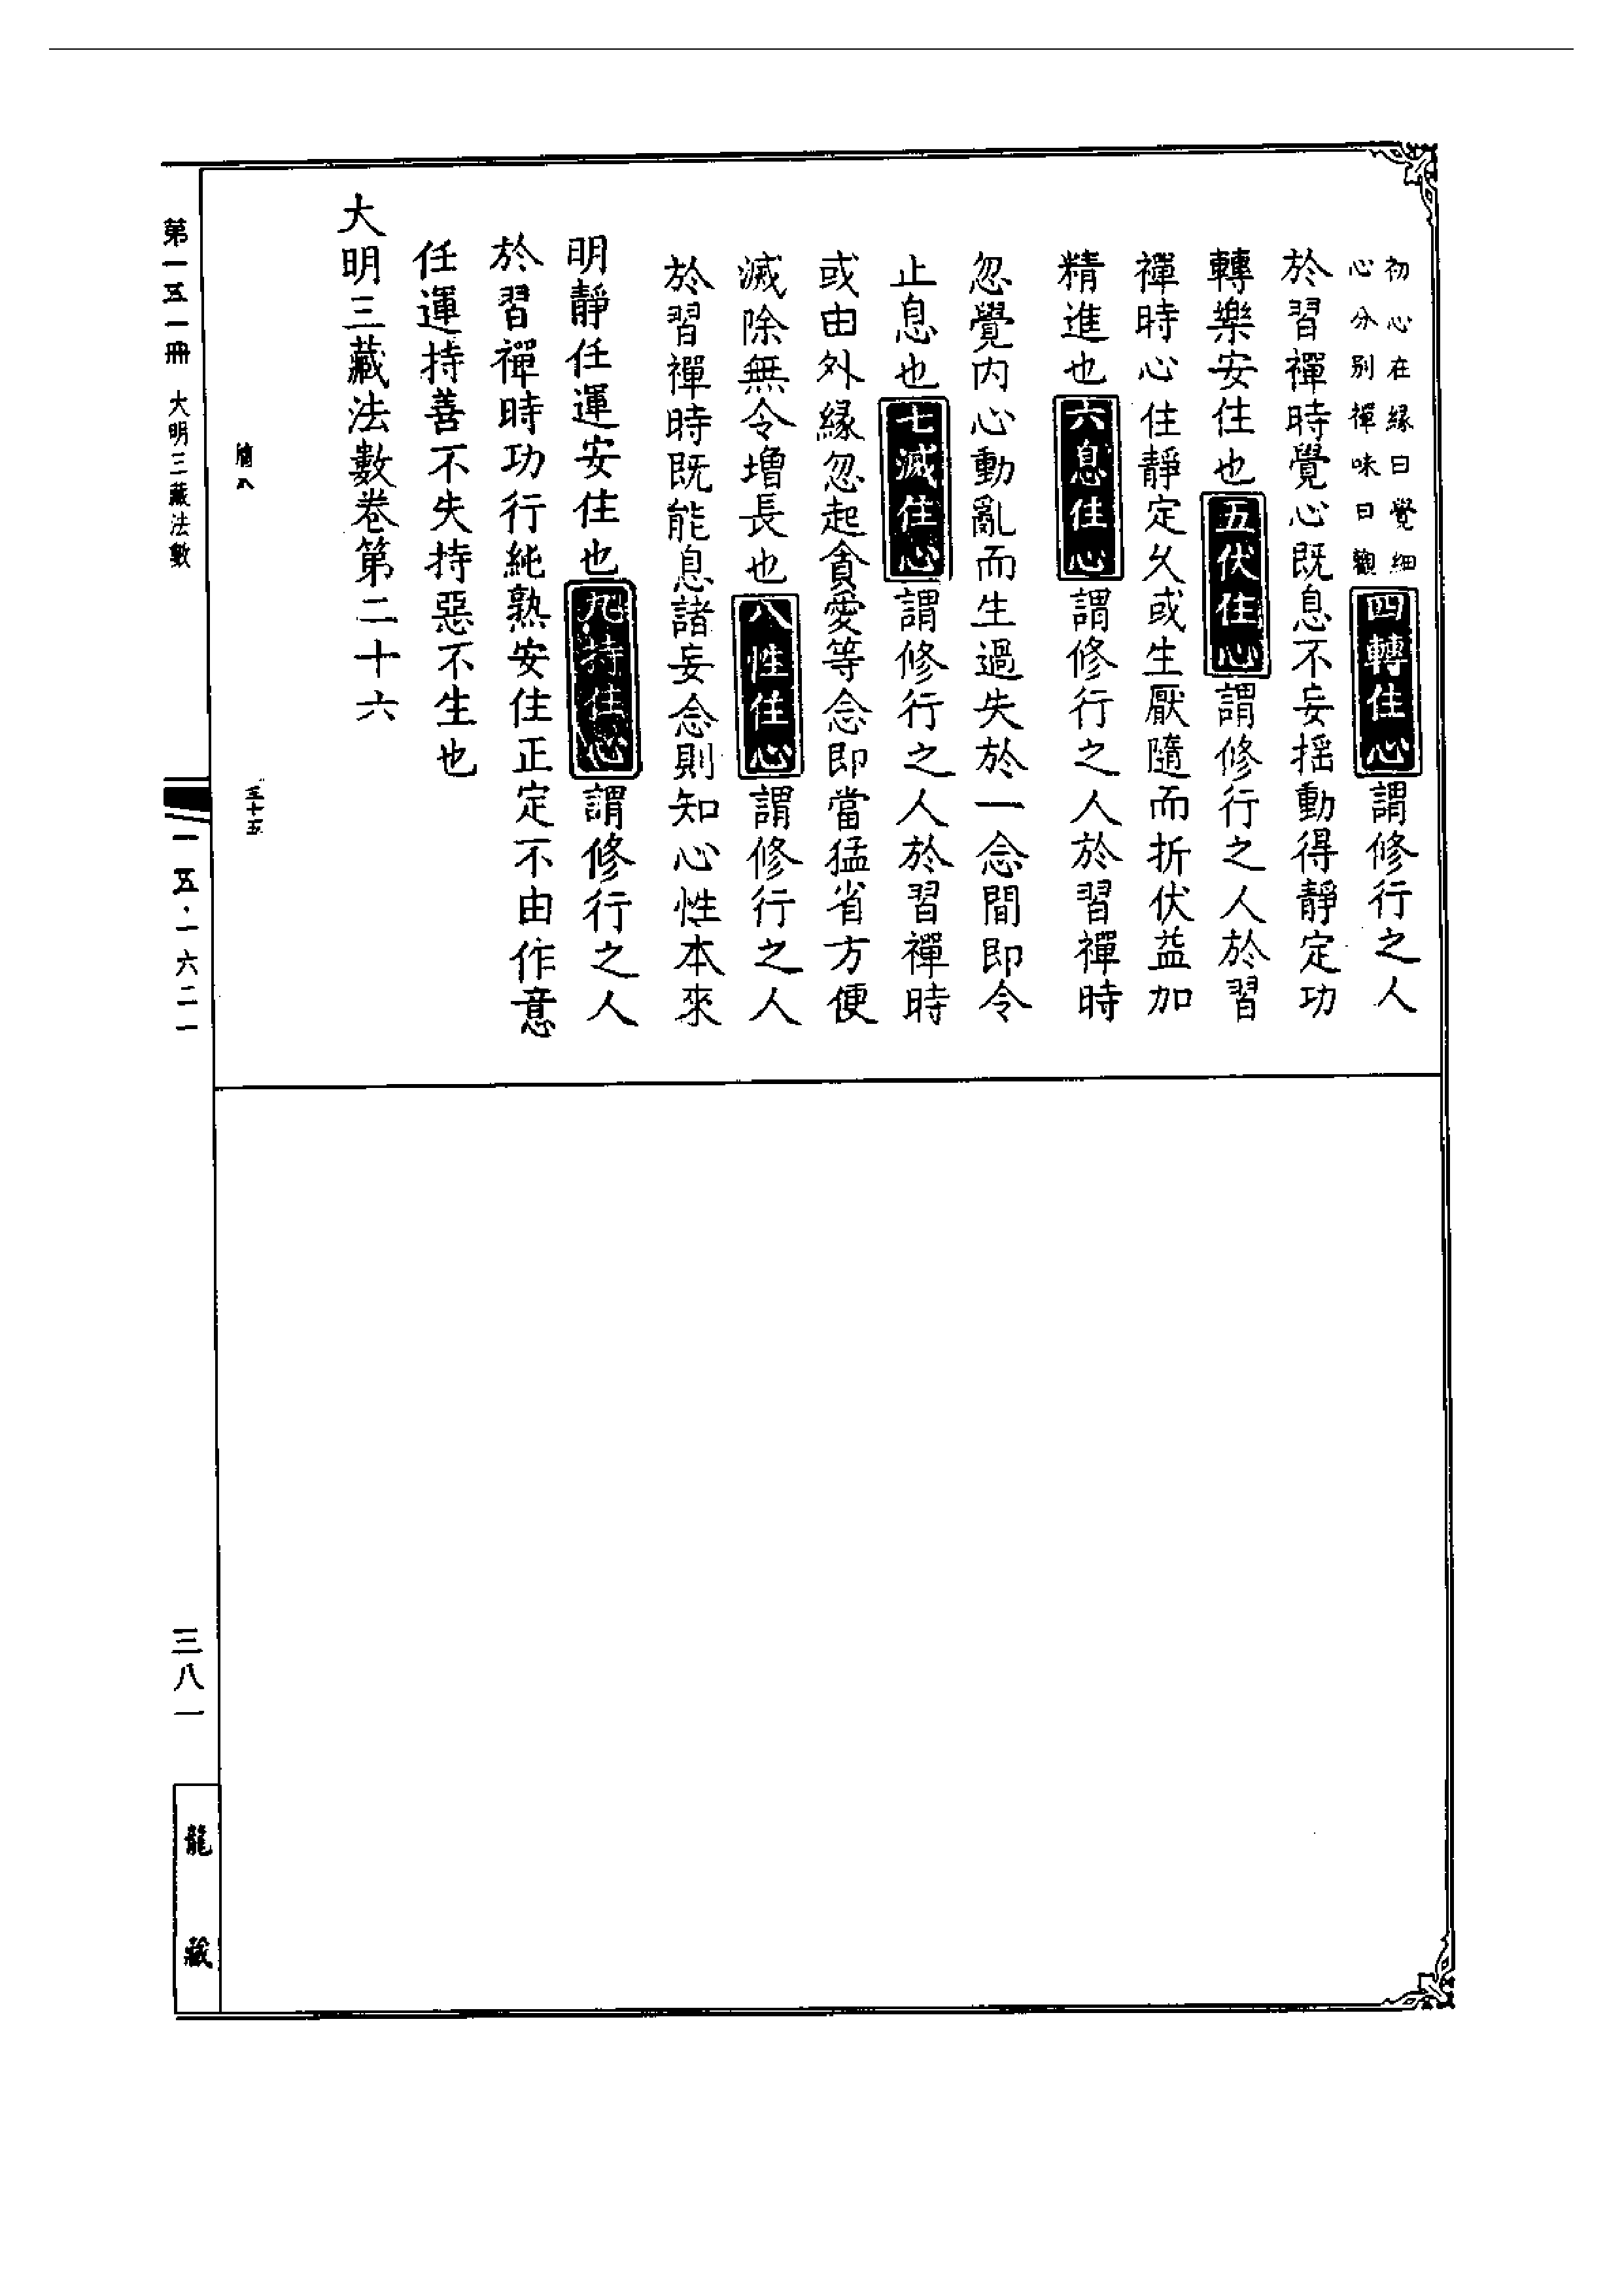 初心在縁曰覺細
心分别禪味曰觀
四轉住心謂修行之人
於習禪時覺心既息不妄揺動得靜定功
轉樂安住也五伏住心謂修行之人於習
禪時心住靜定久或生厭隨而折伏益加
精進也六息住心謂修行之人於習禪時
忽覺内心動亂而生過失於一念間即令
止息也七滅住心謂修行之人於習禪時
或由外縁忽起貪愛等念即當猛省方便
滅除無令增長也八性住心謂修行之人
於習禪時既能息諸妄念則知心性本來
明靜任運安住也九持住心謂修行之人
於習禪時功行純熟安住正定不由作意
任運持善不失持惡不生也
大明三藏法數卷第二十六
簡八
三十五
第一五一冊 大明三藏法數
一五·一六二一
三八一
龍藏